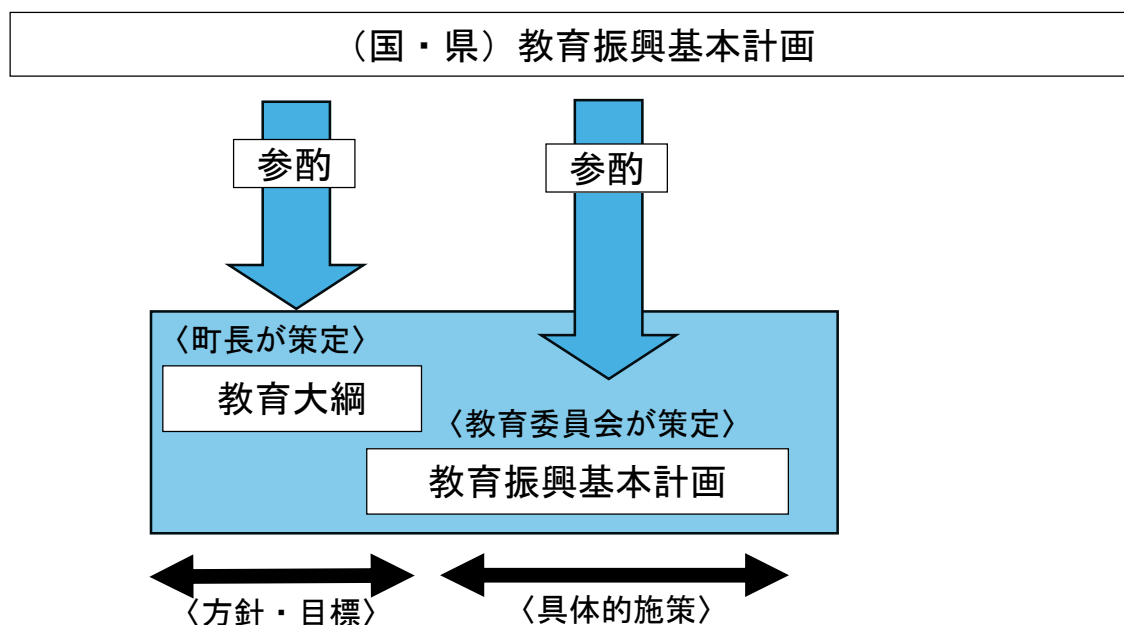 （国・県）教育振興基本計画
参酌
参酌
〈町長が策定〉
教育大綱
〈教育委員会が策定〉
教育振興基本計画
〈方針・目標〉
〈具体的施策〉